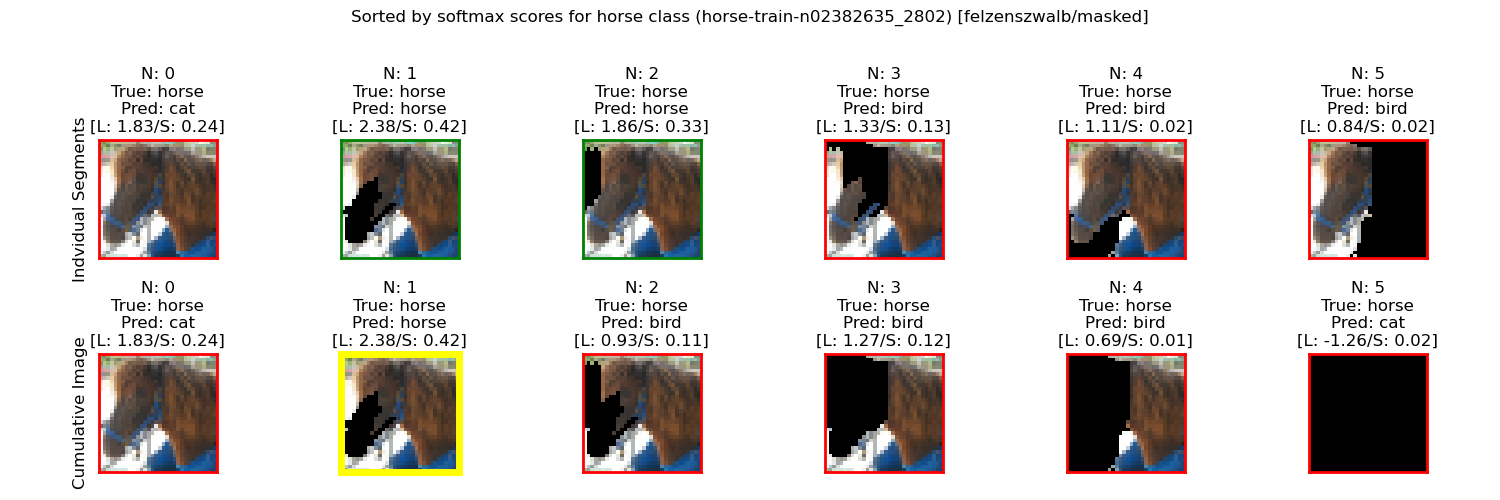 Sorted by softmax scores for horse class (horse-train-n02382635_2802) [felzenszwalb/masked]
Indvidual Segments
N: 0
True: horse
Pred: cat
[L: 1.83/S: 0.24]
N: 1
True: horse
Pred: horse
[L: 2.38/S: 0.42]
N: 2
True: horse
Pred: horse
[L: 1.86/S: 0.33]
N: 3
True: horse
Pred: bird
[L: 1.33/S: 0.13]
N: 4
True: horse
Pred: bird
[L: 1.11/S: 0.02]
N: 5
True: horse
Pred: bird
[L: 0.84/S: 0.02]
Cumulative Image
N: 0
True: horse
Pred: cat
[L: 1.83/S: 0.24]
N: 1
True: horse
Pred: horse
[L: 2.38/S: 0.42]
N: 2
True: horse
Pred: bird
[L: 0.93/S: 0.11]
N: 3
True: horse
Pred: bird
[L: 1.27/S: 0.12]
N: 4
True: horse
Pred: bird
[L: 0.69/S: 0.01]
N: 5
True: horse
Pred: cat
[L: -1.26/S: 0.02]